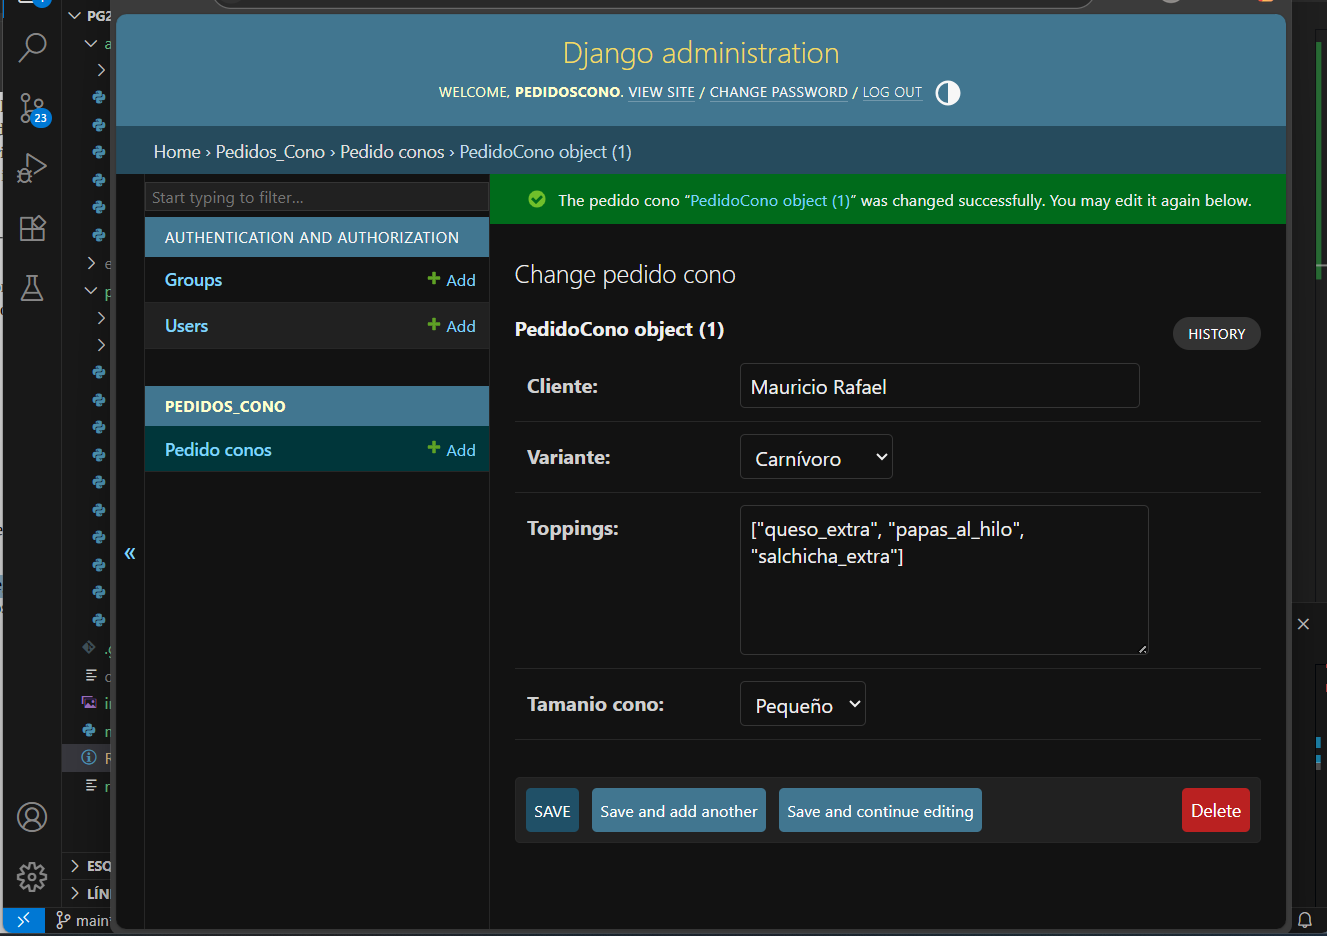 23
PG2
Django administration
WELCOME, PEDIDOSCONO. VIEW SITE / CHANGE PASSWORD / LOG OUT
Home › Pedidos_Cono › Pedido conos › PedidoCono object (1)
Start typing to filter...
The pedido cono “PedidoCono object (1)” was changed successfully. You may edit it again below.
AUTHENTICATION AND AUTHORIZATION
Groups + Add
Users + Add
PEDIDOS_CONO
Pedido conos + Add
«
Change pedido cono
PedidoCono object (1)
HISTORY
Cliente: Mauricio Rafael
Variante: Carnívoro
Toppings: ["queso_extra", "papas_al_hilo",
"salchicha_extra"]
Tamanio cono: Pequeño
SAVE
Save and add another
Save and continue editing
Delete
ESQ
LÍN
main